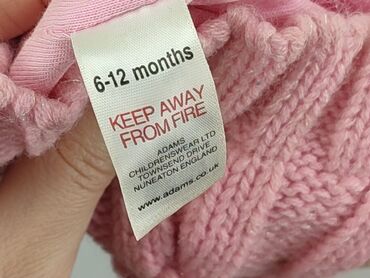 6-12 months
KEEP AWAY
FROM FIRE
ADAMS
CHILDRENSWEAR LTD
TOWNSEND DRIVE
NUNEATON ENGLAND
www.adams.co.uk